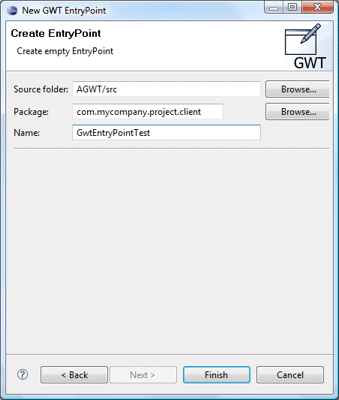 New GWT EntryPoint
Create EntryPoint
Create empty EntryPoint
GWT
Source folder: AGWT/src Browse...
Package: com.mycompany.project.client Browse...
Name: GwtEntryPointTest
? < Back Next > Finish Cancel